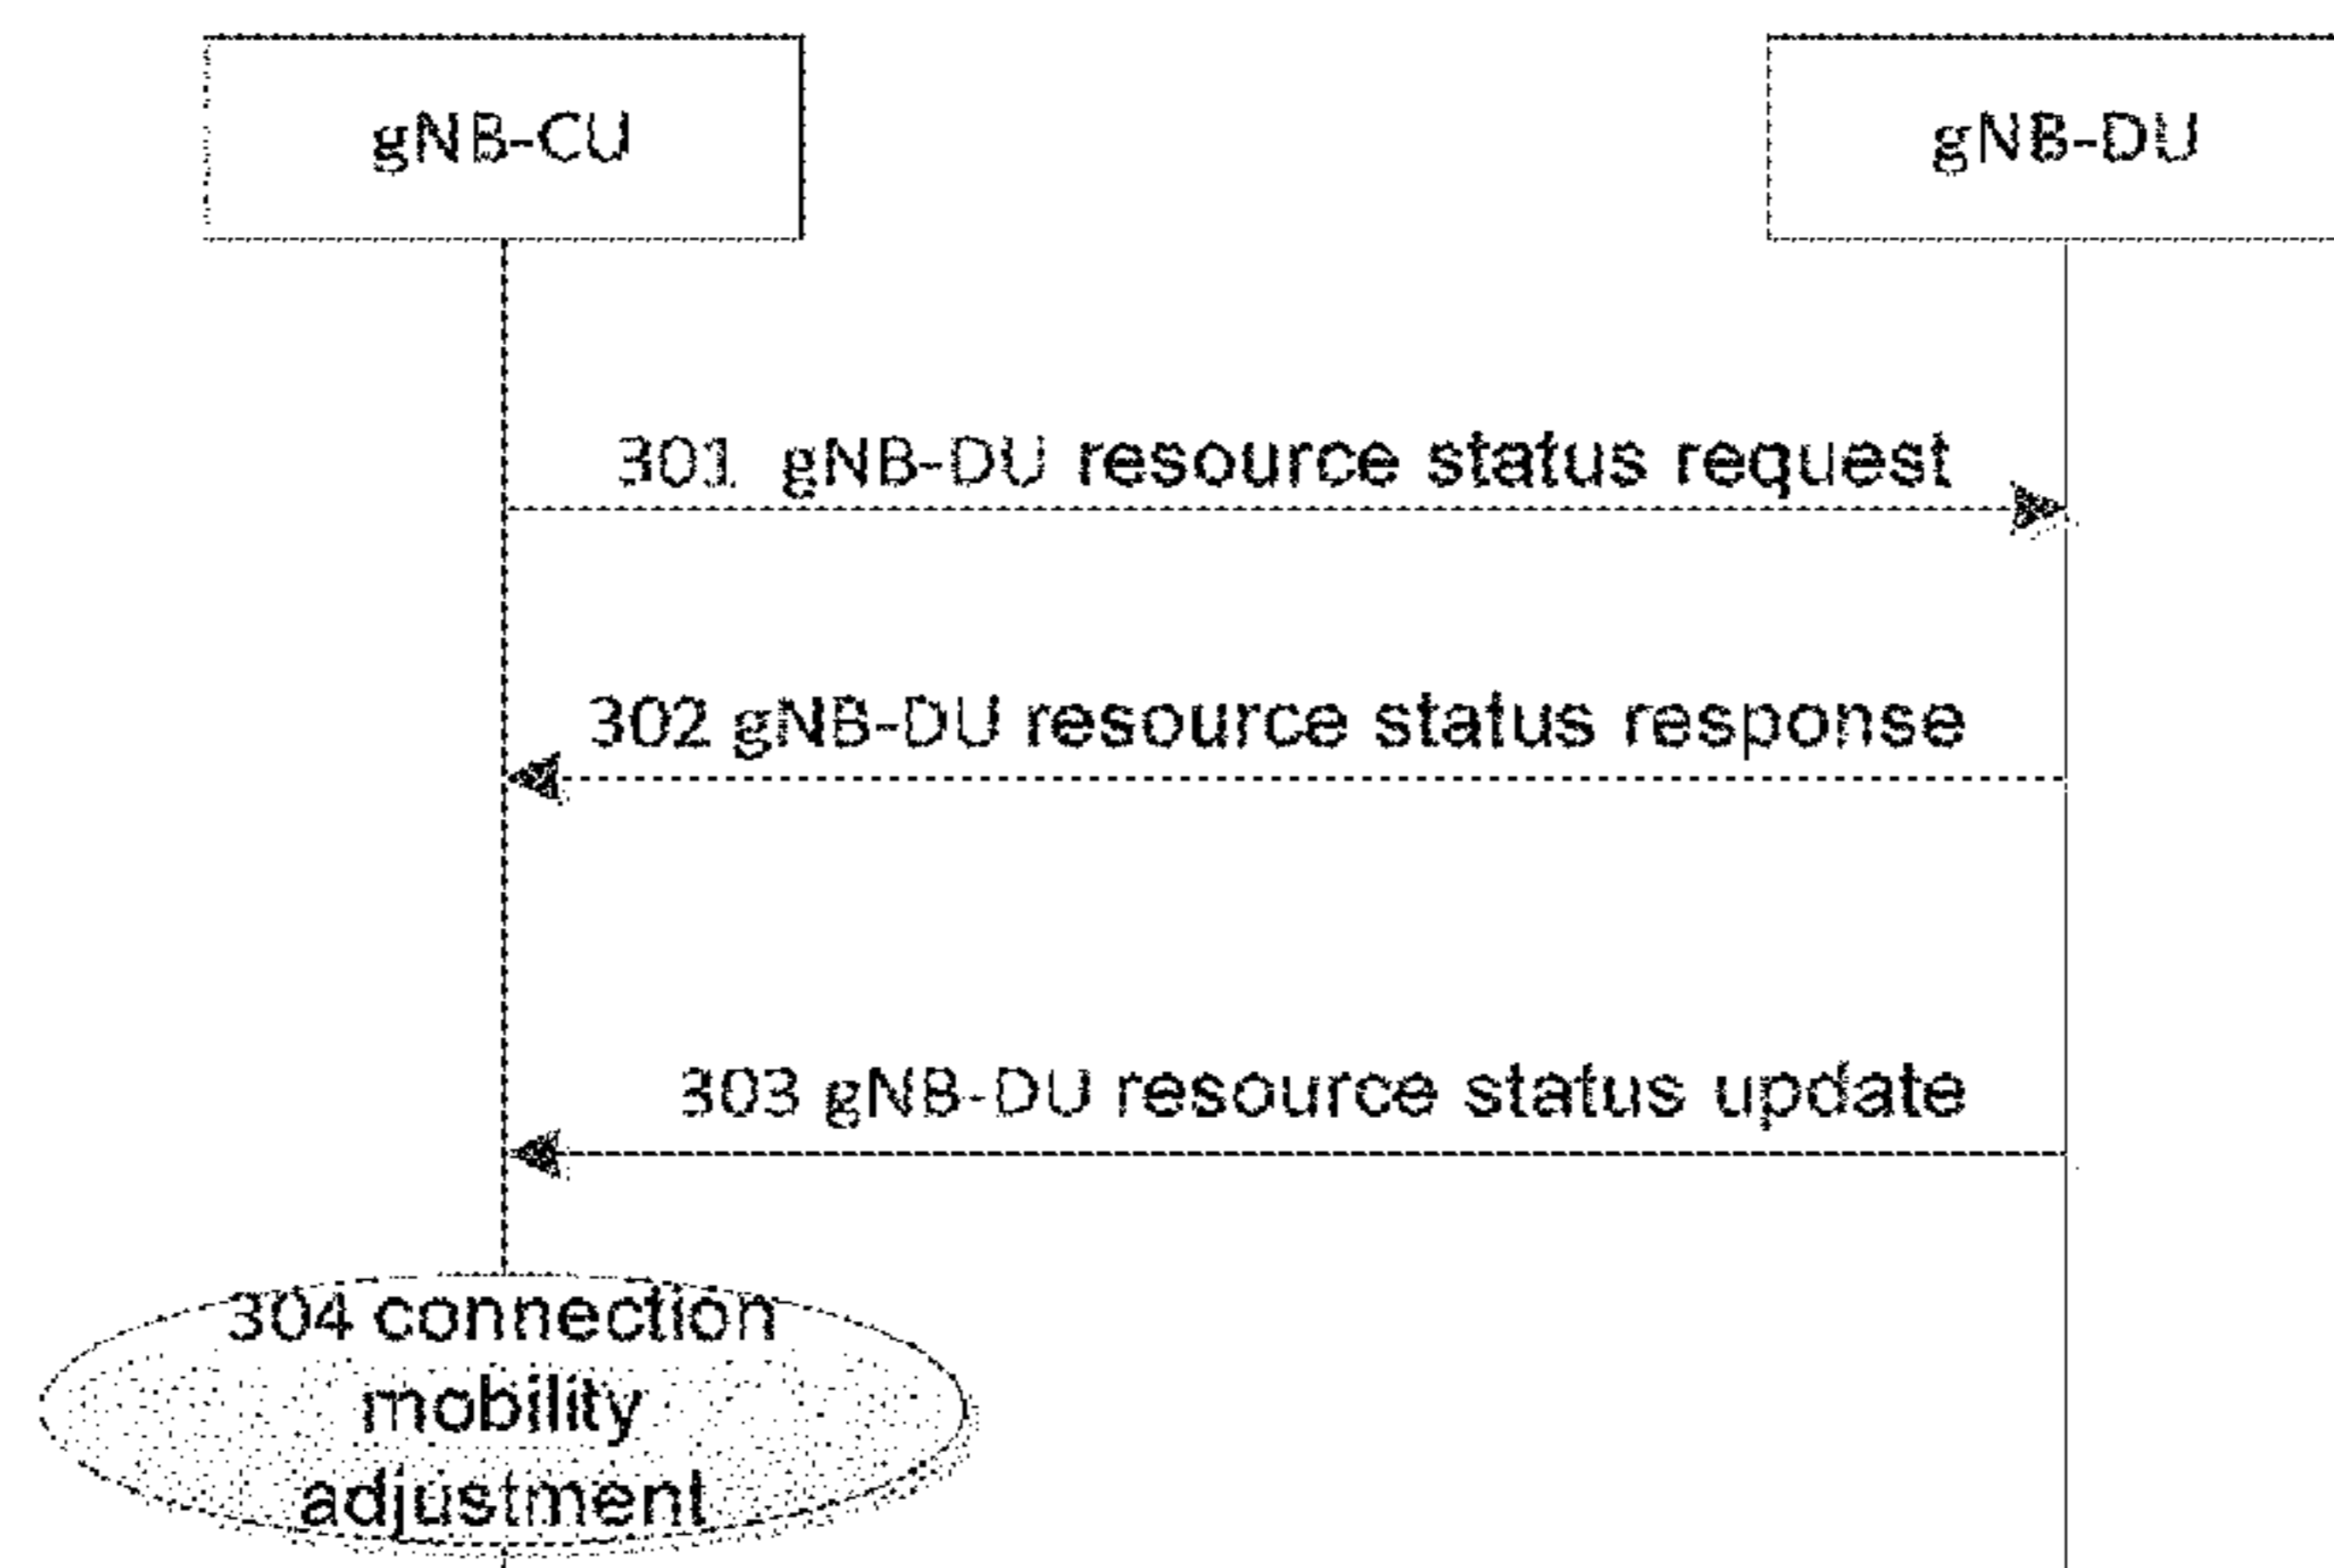 gNB-CU
gNB-DU
301 gNB-DU resource status request
302 gNB-DU resource status response
303 gNB-DU resource status update
304 connection
mobility
adjustment